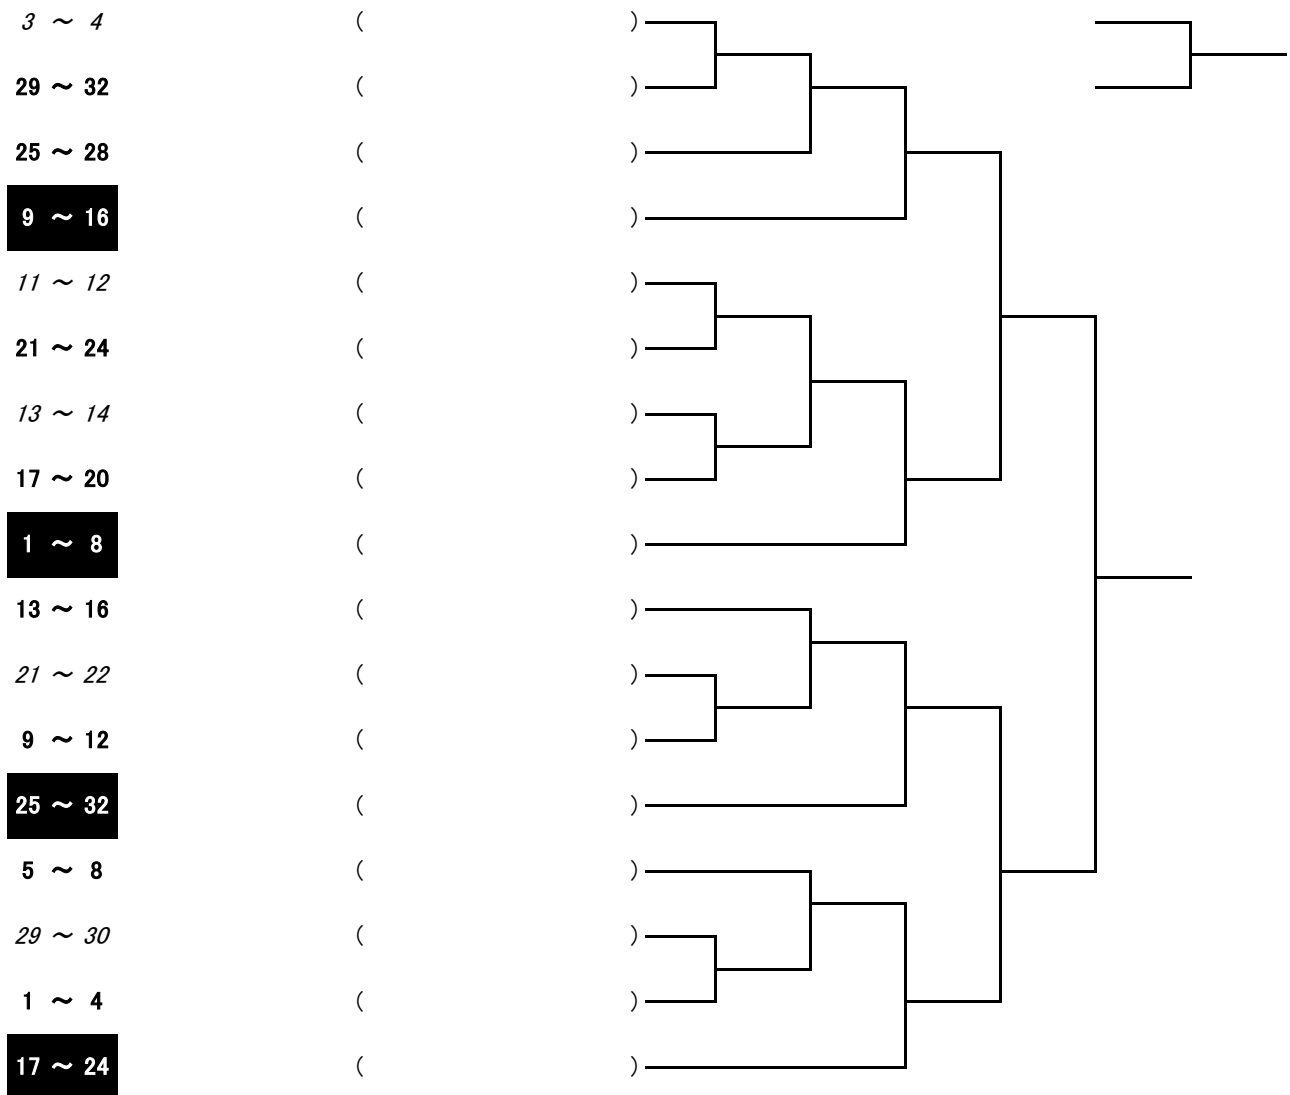 3 ～ 4 ( )
29 ～ 32 ( )
25 ～ 28 ( )
9 ～ 16 ( )
11 ～ 12 ( )
21 ～ 24 ( )
13 ～ 14 ( )
17 ～ 20 ( )
1 ～ 8 ( )
13 ～ 16 ( )
21 ～ 22 ( )
9 ～ 12 ( )
25 ～ 32 ( )
5 ～ 8 ( )
29 ～ 30 ( )
1 ～ 4 ( )
17 ～ 24 ( )